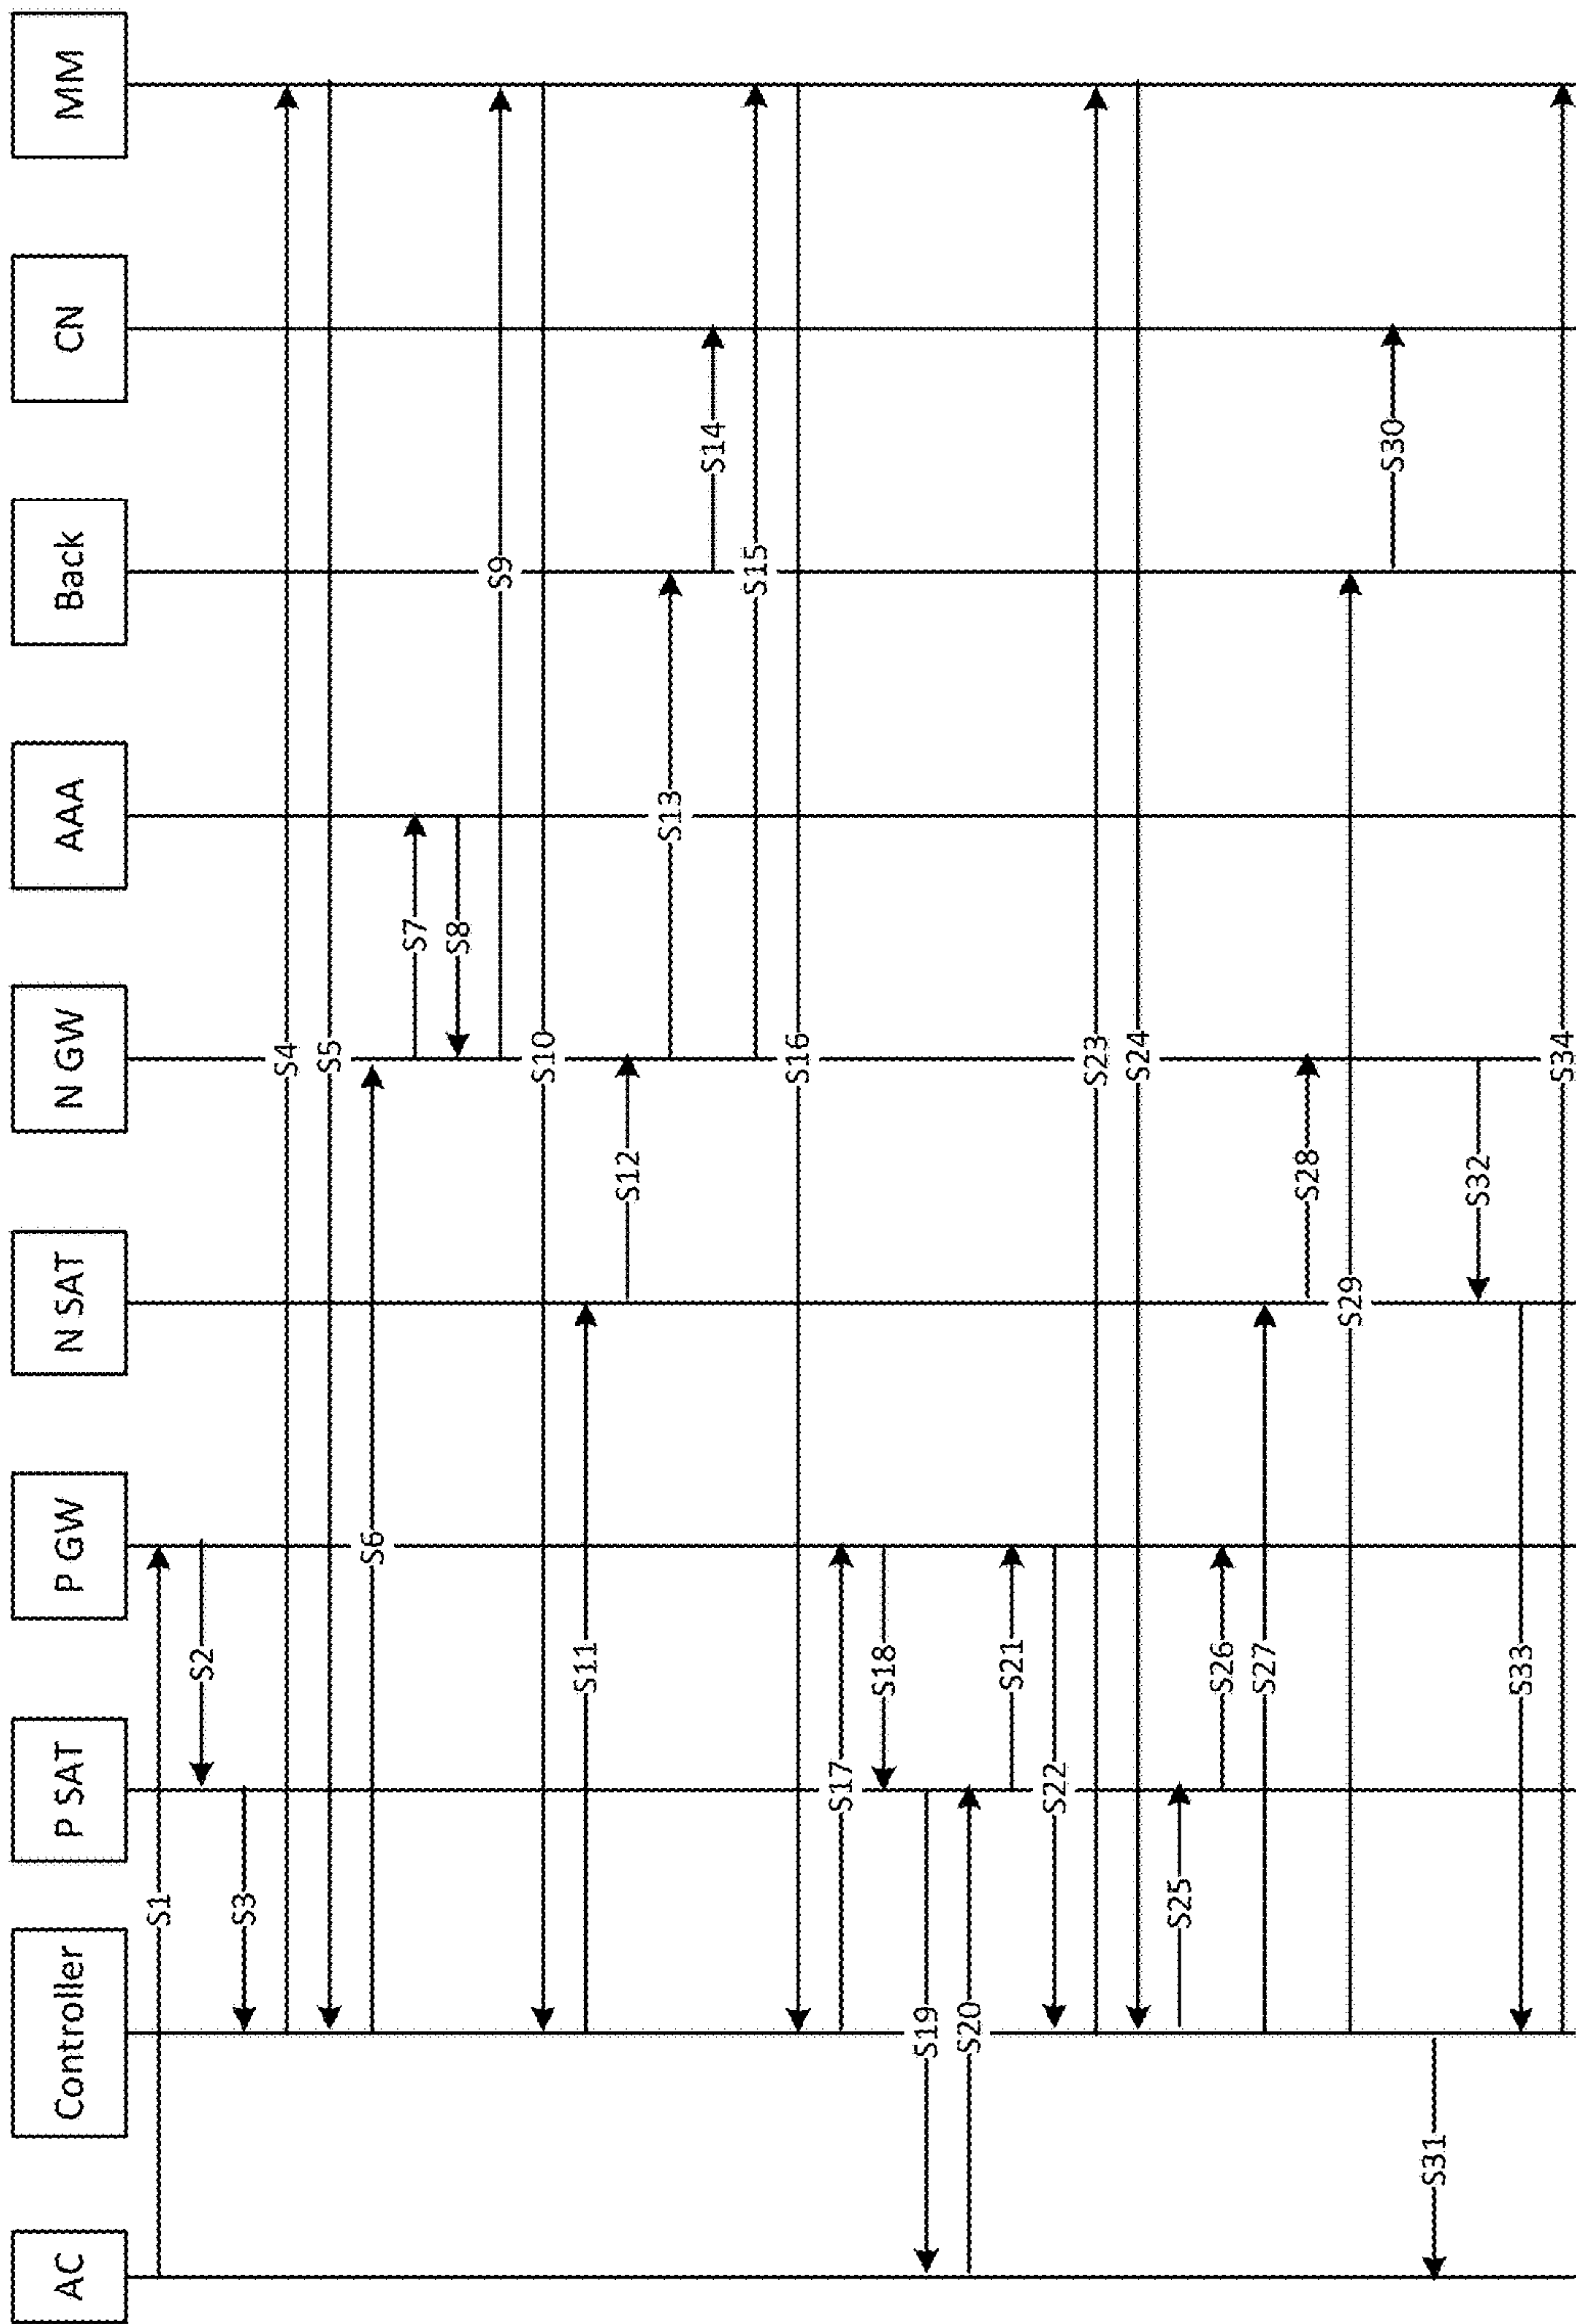 AC
Controller
P SAT
P GW
N SAT
N GW
AAA
Back
CN
MM
S1
S2
S3
S4
S5
S6
S7
S8
S9
S10
S11
S12
S13
S14
S15
S16
S17
S18
S19
S20
S21
S22
S23
S24
S25
S26
S27
S28
S29
S30
S31
S32
S33
S34